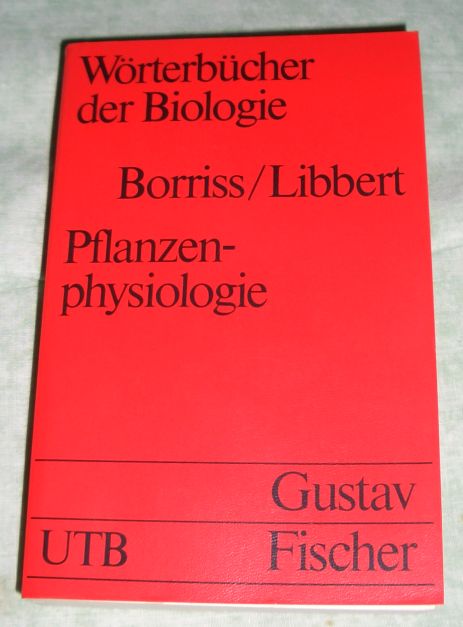 Wörterbücher
der Biologie
Borriss/Libbert
Pflanzen-
physiologie
Gustav
UTB Fischer